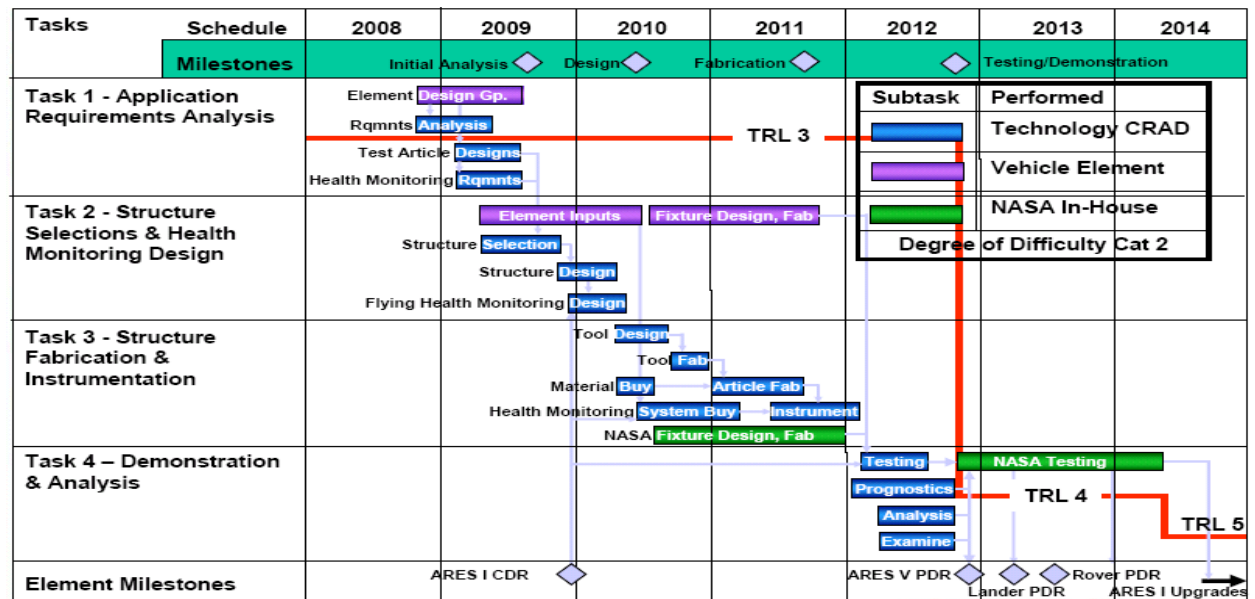 Tasks Schedule 2008 2009 2010 2011 2012 2013 2014
Milestones Initial Analysis Design Fabrication Testing/Demonstration
Task 1 - Application
Requirements Analysis
Element Design Gp.
Rqmnts Analysis
TRL 3
Test Article Designs
Health Monitoring Rqmnts
Subtask Performed
Technology CRAD
Vehicle Element
NASA In-House
Degree of Difficulty Cat 2
Task 2 - Structure
Selections & Health
Monitoring Design
Element Inputs Fixture Design, Fab
Structure Selection
Structure Design
Flying Health Monitoring Design
Task 3 - Structure
Fabrication &
Instrumentation
Tool Design
Tool Fab
Material Buy Article Fab
Health Monitoring System Buy Instrument
NASA Fixture Design, Fab
Task 4 – Demonstration
& Analysis
Testing NASA Testing
Prognostics
TRL 4
Analysis
TRL 5
Examine
Element Milestones
ARES I CDR
ARES V PDR
Lander PDR
Rover PDR
ARES I Upgrades